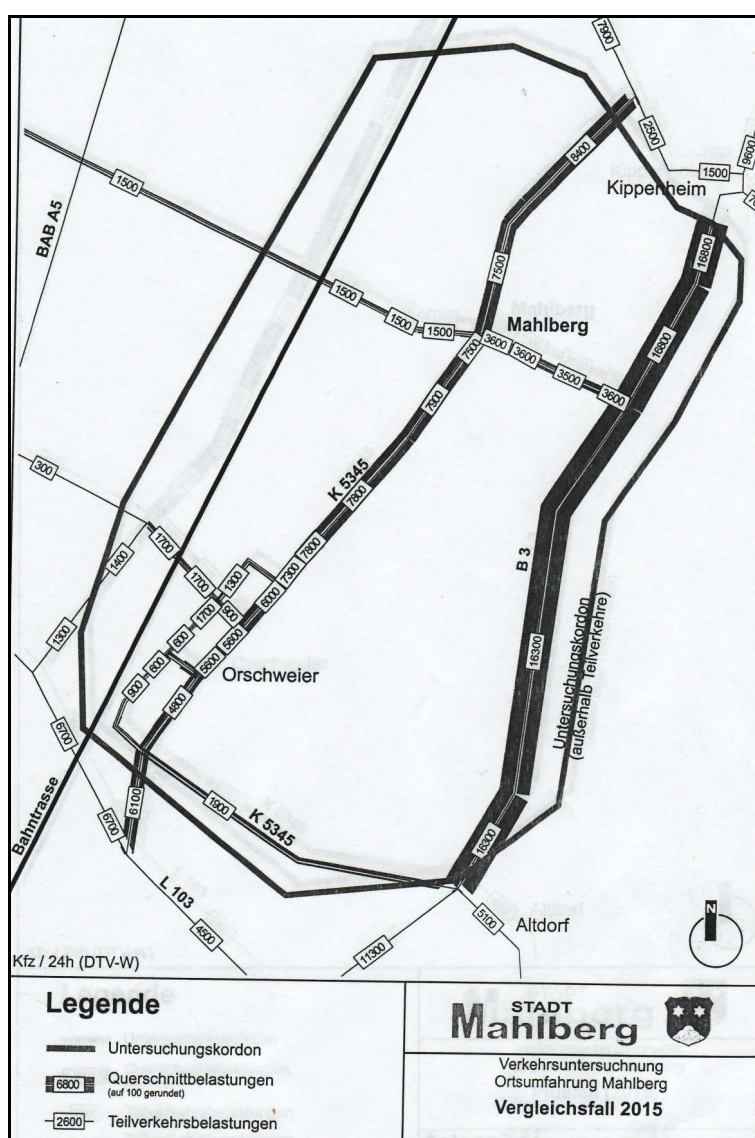 7900
2500
9600
1500
Kippenheim
8400
16800
BAB A5
1500
7500
1500
1500
1500
Mahlberg
7500
3600
3600
3500
3600
16800
7900
K 5345
7800
7800
7300
6000
300
1700
1700
1300
900
1400
1700
600
5600
5600
800
900
1300
Orschweier
4800
B 3
16300
Untersuchungskordon
(außerhalb Teilverkehre)
6700
6100
1900
K 5345
6700
Bahntrasse
L 103
4500
16300
5100
Altdorf
11300
N
Kfz / 24h (DTV-W)
Legende
Untersuchungskordon
6800 Querschnittbelastungen
(auf 100 gerundet)
2600 Teilverkehrsbelastungen
STADT
Mahlberg
Verkehrsuntersuchnung
Ortsumfahrung Mahlberg
Vergleichsfall 2015